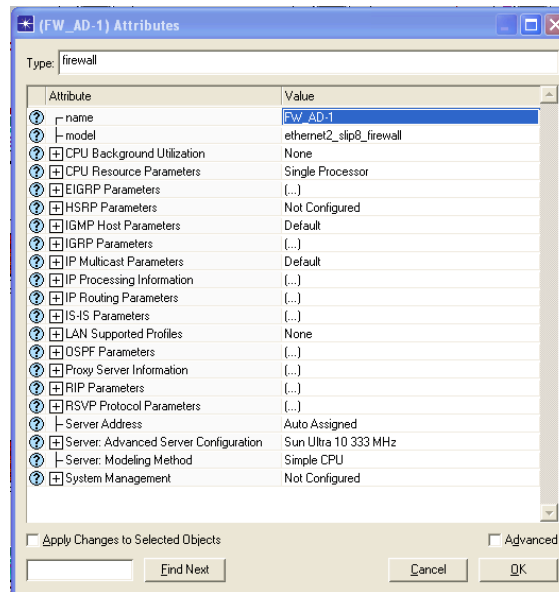 (FW_AD-1) Attributes
Type: firewall
Attribute Value
name FW_AD-1
model ethernet2_slip8_firewall
CPU Background Utilization None
CPU Resource Parameters Single Processor
EIGRP Parameters (...)
HSRP Parameters Not Configured
IGMP Host Parameters Default
IGRP Parameters (...)
IP Multicast Parameters Default
IP Processing Information (...)
IP Routing Parameters (...)
IS-IS Parameters (...)
LAN Supported Profiles None
OSPF Parameters (...)
Proxy Server Information (...)
RIP Parameters (...)
RSVP Protocol Parameters (...)
Server Address Auto Assigned
Server: Advanced Server Configuration Sun Ultra 10 333 MHz
Server: Modeling Method Simple CPU
System Management Not Configured
Apply Changes to Selected Objects Advanced
Find Next Cancel OK